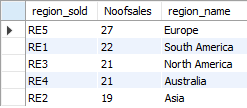 region_sold Noofsales region_name
RE5 27 Europe
RE1 22 South America
RE3 21 North America
RE4 21 Australia
RE2 19 Asia